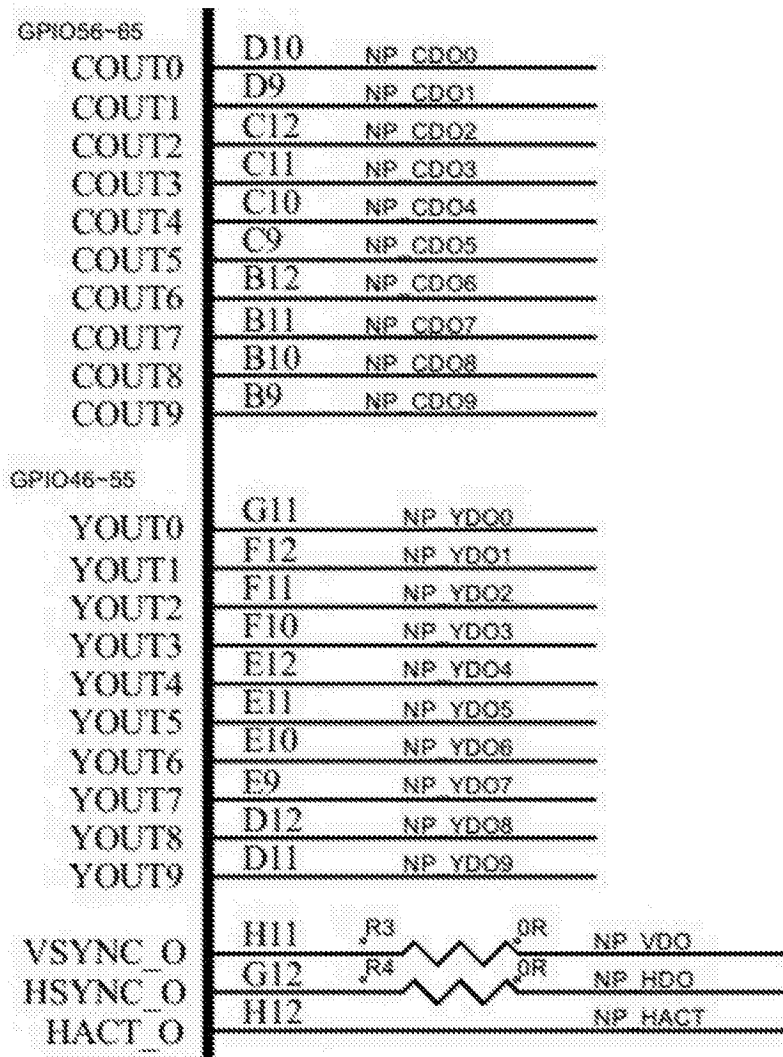 GPIO56~65
COUT0 D10 NP_CDO0
COUT1 D9 NP_CDO1
COUT2 C12 NP_CDO2
COUT3 C11 NP_CDO3
COUT4 C10 NP_CDO4
COUT5 C9 NP_CDO5
COUT6 B12 NP_CDO6
COUT7 B11 NP_CDO7
COUT8 B10 NP_CDO8
COUT9 B9 NP_CDO9
GPIO46~55
YOUT0 G11 NP_YDO0
YOUT1 F12 NP_YDO1
YOUT2 F11 NP_YDO2
YOUT3 F10 NP_YDO3
YOUT4 E12 NP_YDO4
YOUT5 E11 NP_YDO5
YOUT6 E10 NP_YDO6
YOUT7 E9 NP_YDO7
YOUT8 D12 NP_YDO8
YOUT9 D11 NP_YDO9
VSYNC_O H11 R3 0R NP_VDO
HSYNC_O G12 R4 0R NP_HDO
HACT_O H12 NP_HACT